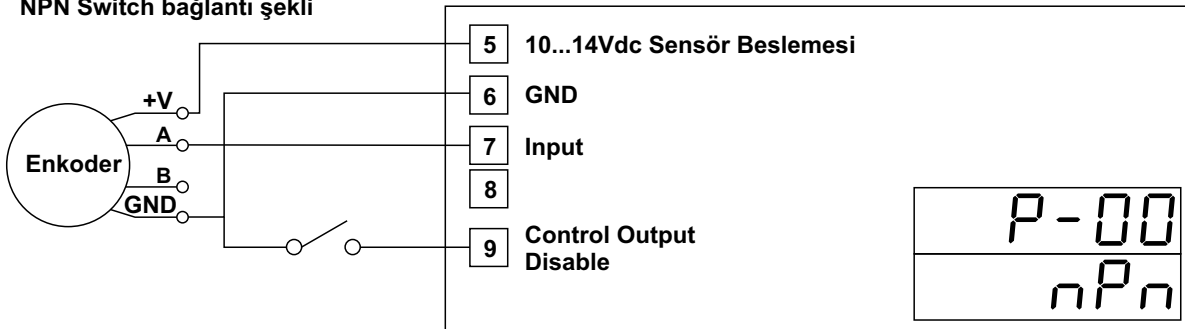 NPN Switch bağlantı şekli
5 10...14Vdc Sensör Beslemesi
+V
6 GND
A
7 Input
Enkoder
B
8
GND
9 Control Output
Disable
P-00
nPn